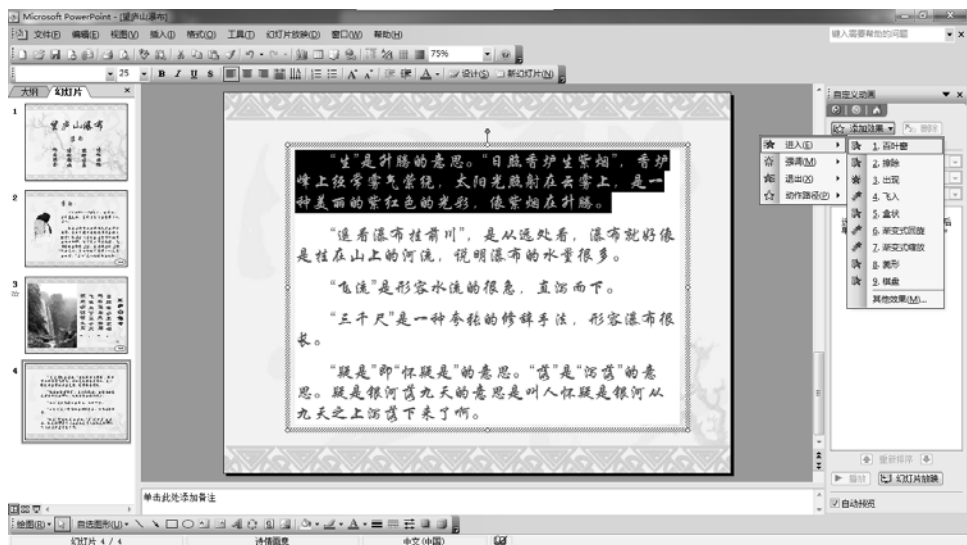 Microsoft PowerPoint - [望庐山瀑布]
文件(F) 编辑(E) 视图(V) 插入(I) 格式(O) 工具(T) 幻灯片放映(D) 窗口(W) 帮助(H)
键入需要帮助的问题
75%
25
B I U S
设计(S) 新幻灯片(N)
大纲 幻灯片
自定义动画
添加效果 删除
进入(E)
强调(M)
退出(X)
动作路径(P)
1. 百叶窗
2. 擦除
3. 出现
4. 飞入
5. 盒状
6. 渐变式回旋
7. 渐变式缩放
8. 菱形
9. 棋盘
其他效果(M)...
1
望庐山瀑布
2
3
4
“生”是升腾的意思。“日照香炉生紫烟”，香炉
峰上经常雾气萦绕，太阳光照射在云雾上，是一
种美丽的紫红色的光彩，像紫烟在升腾。
“遥看瀑布挂前川”，是从远处看，瀑布就好像
是挂在山上的河流，说明瀑布的水量很多。
“飞流”是形容水流的很急，直泻而下。
“三千尺”是一种夸张的修辞手法，形容瀑布很
长。
“疑是”即“怀疑是”的意思。“落”是“泻落”的意
思。疑是银河落九天的意思是叫人怀疑是银河从
九天之上泻落下来了啊。
重新排序
播放 幻灯片放映
自动预览
单击此处添加备注
绘图(R) 自选图形(U)
幻灯片 4 / 4 诗情画意 中文(中国)